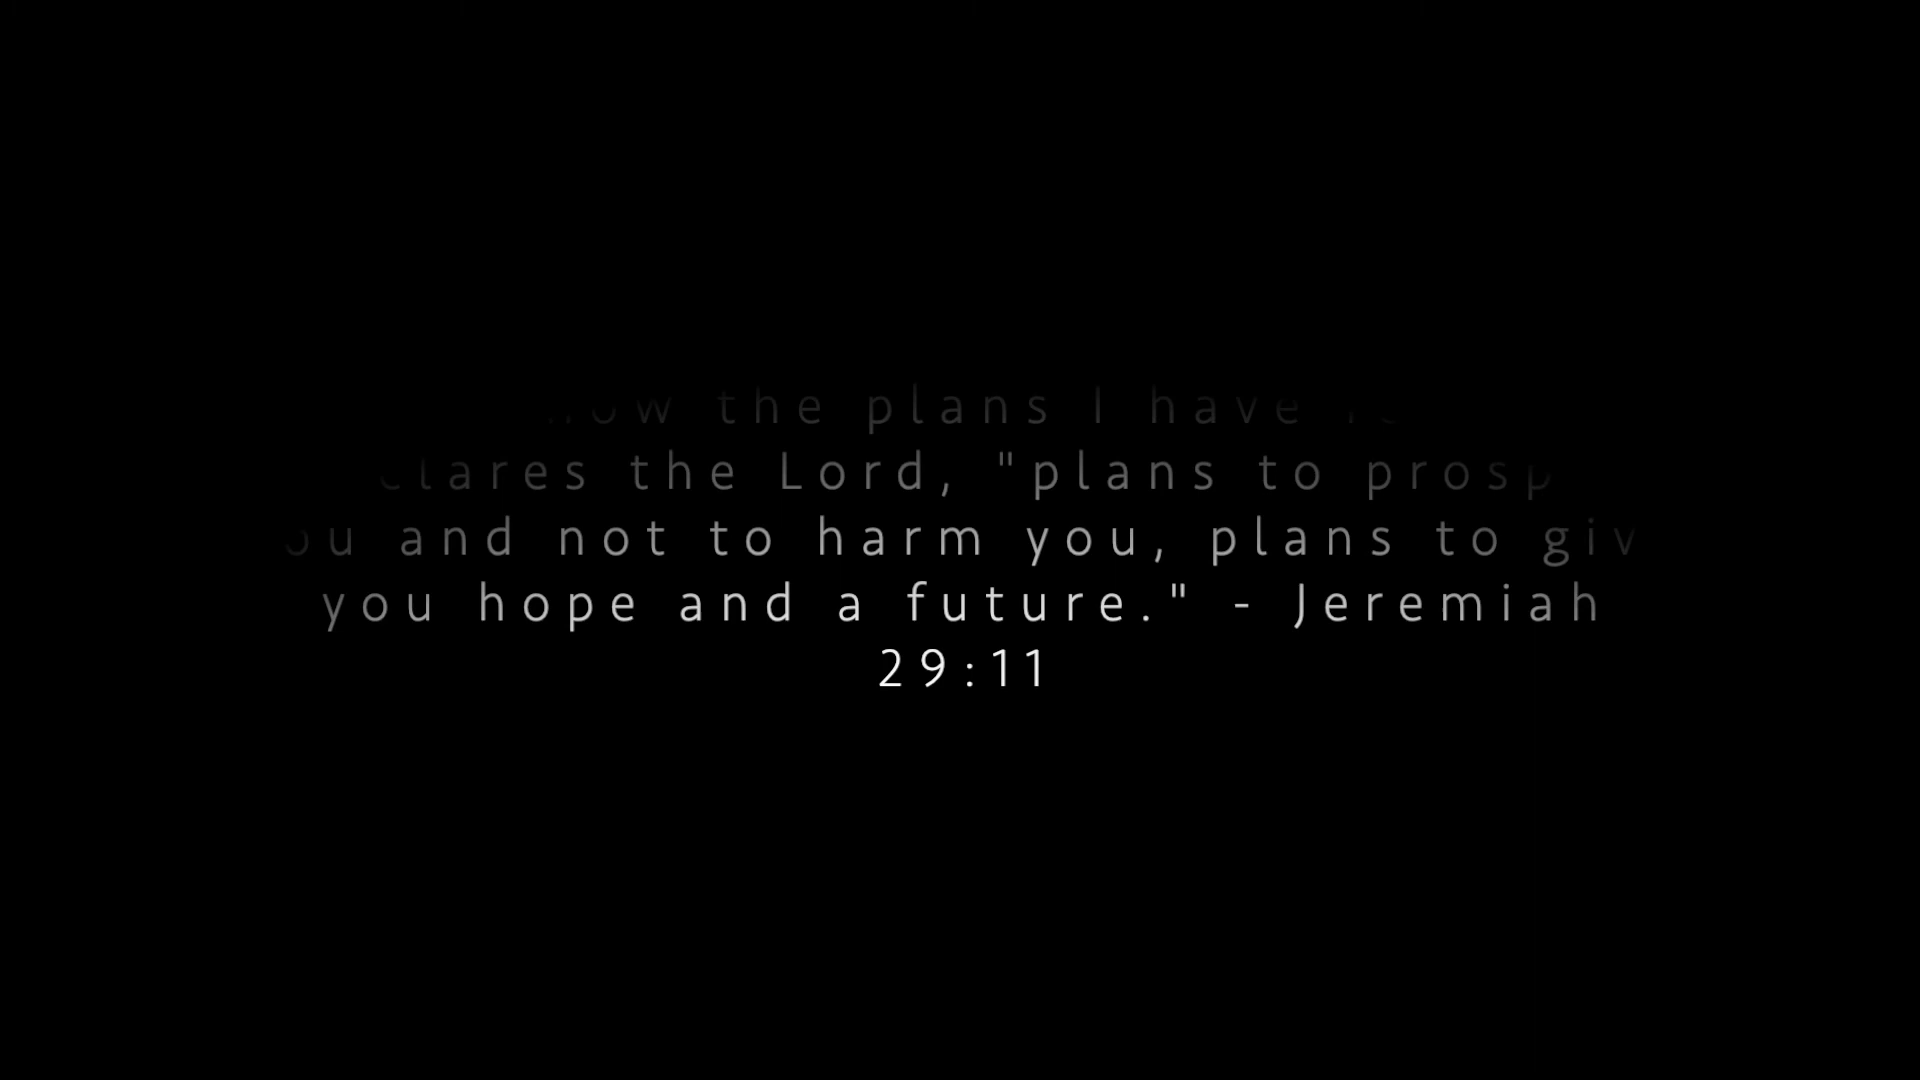 the plans I have
the Lord, "plans to
and not to harm you, plans to
you hope and a future." - Jeremiah
29:11